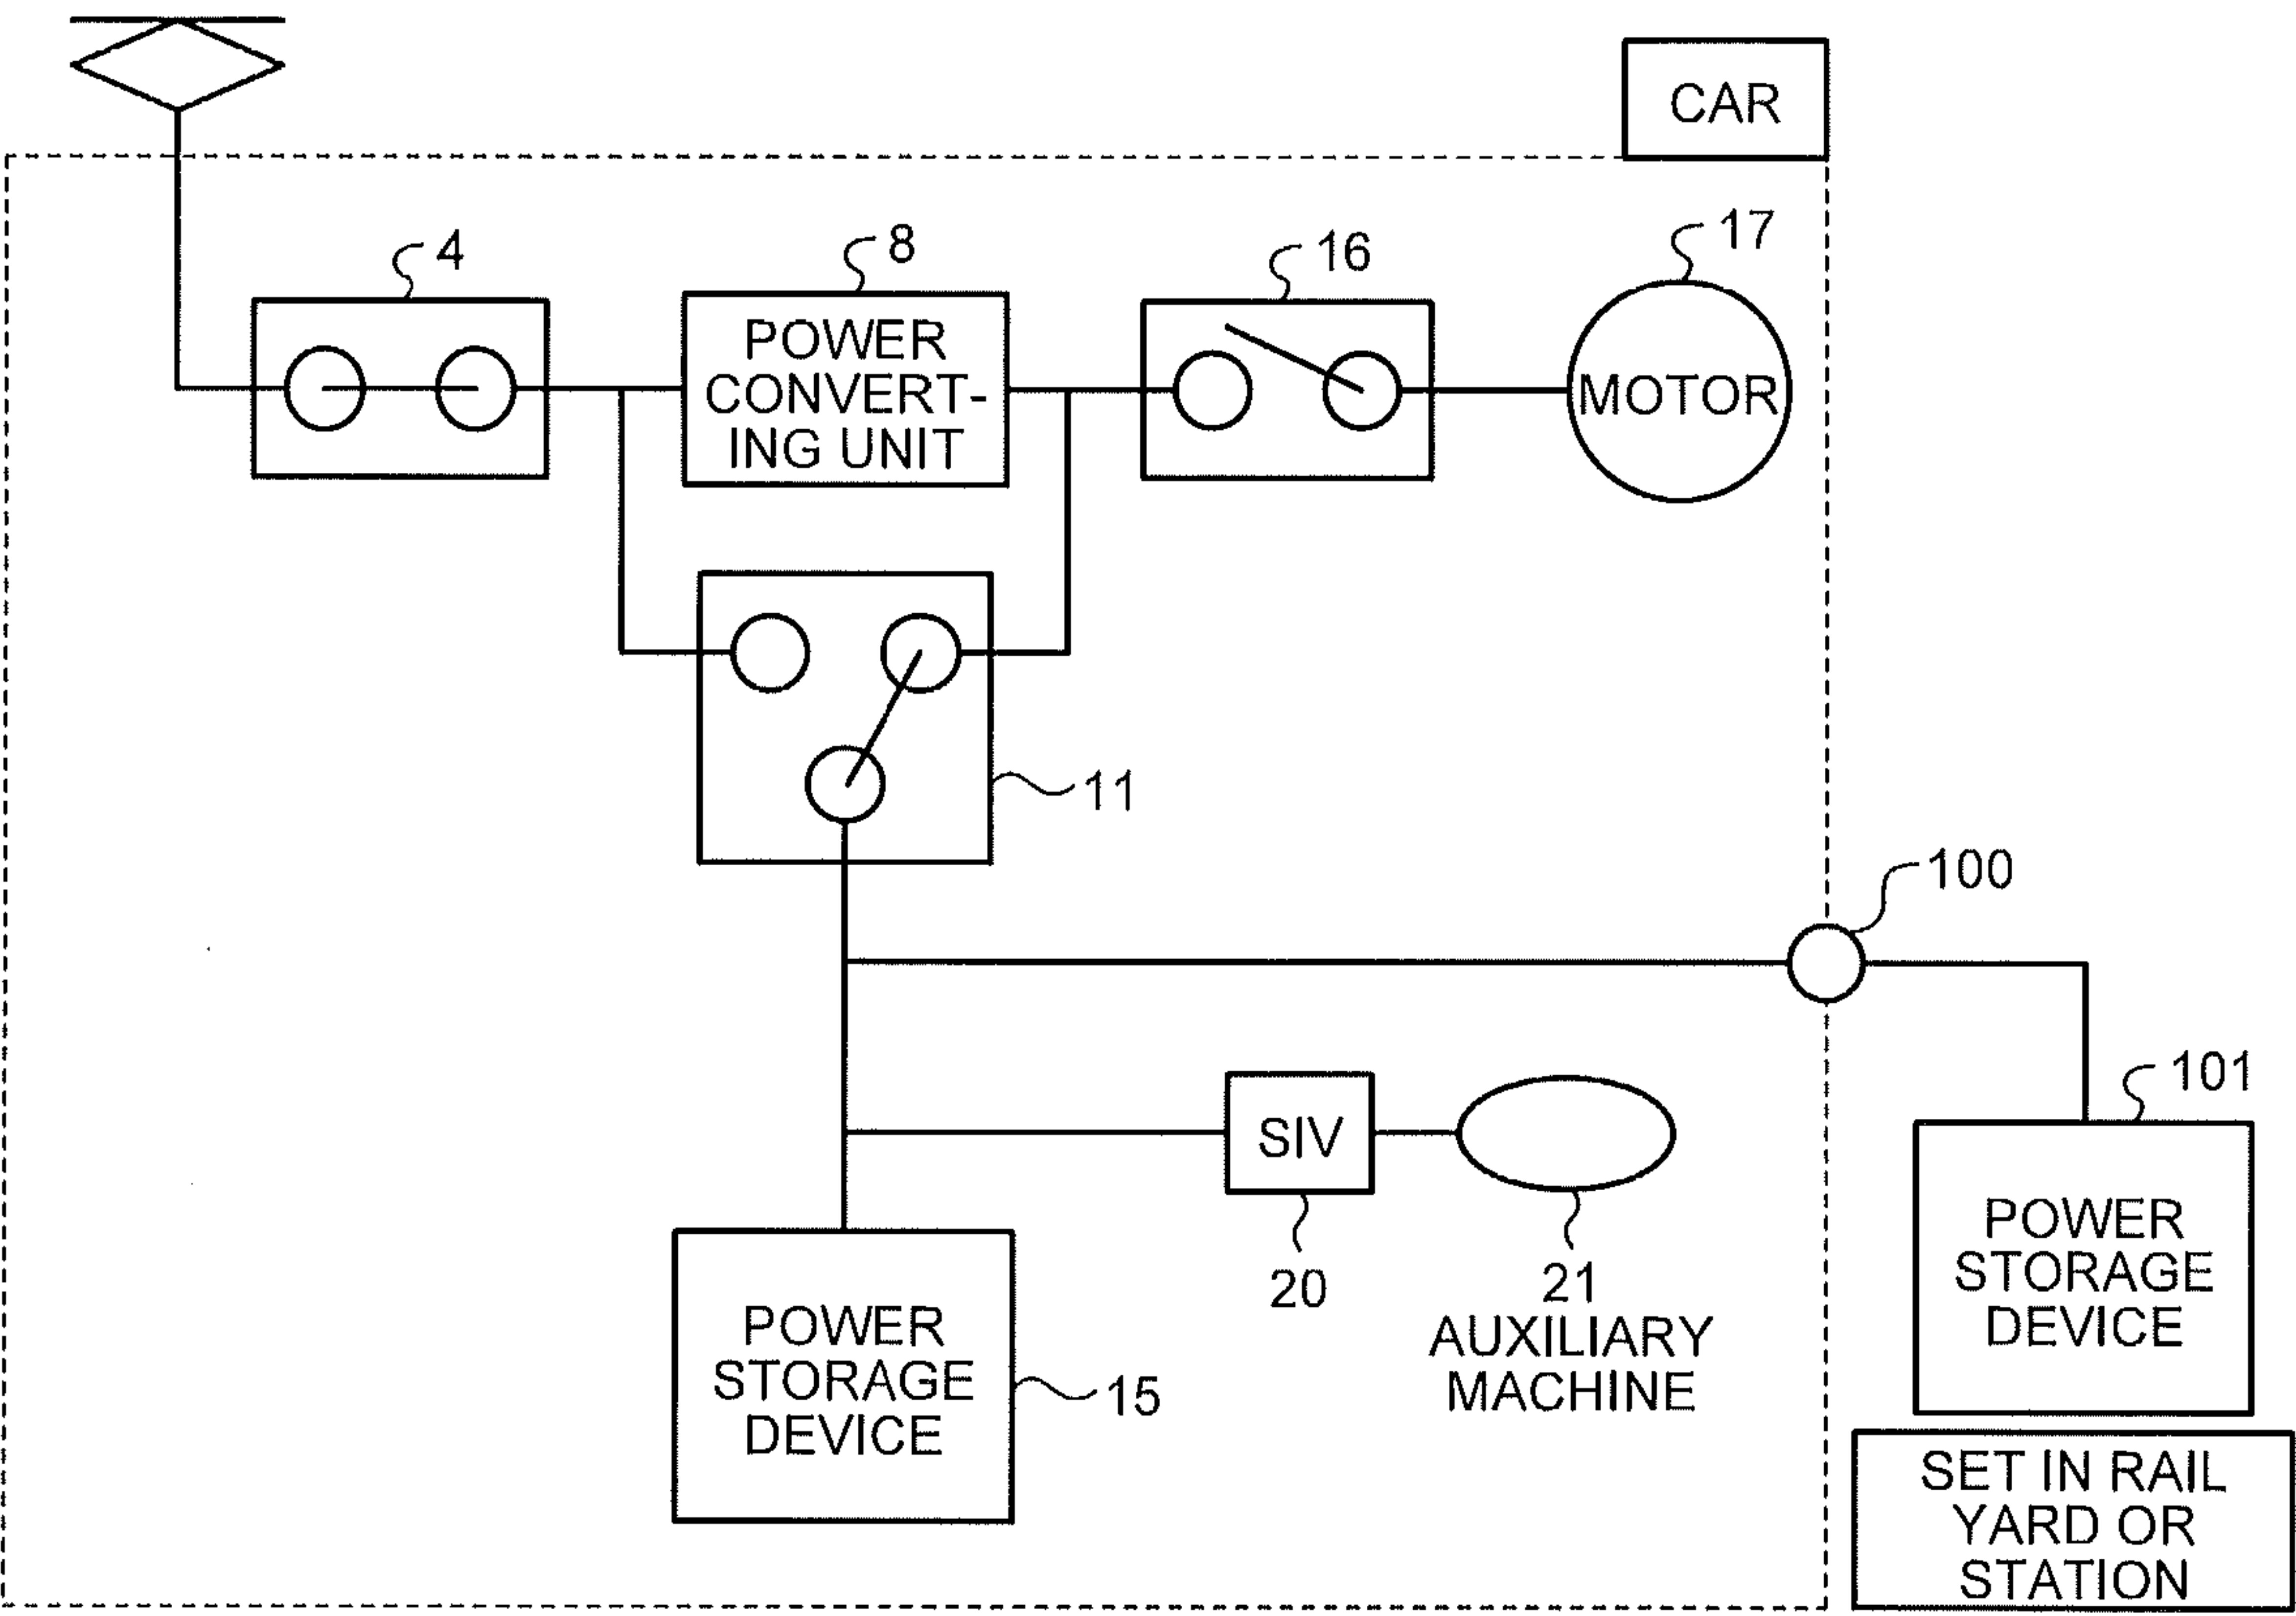 CAR
4
8
16
17
POWER
CONVERT-
ING UNIT
MOTOR
11
100
101
SIV
20
21
AUXILIARY
MACHINE
POWER
STORAGE
DEVICE
15
POWER
STORAGE
DEVICE
SET IN RAIL
YARD OR
STATION